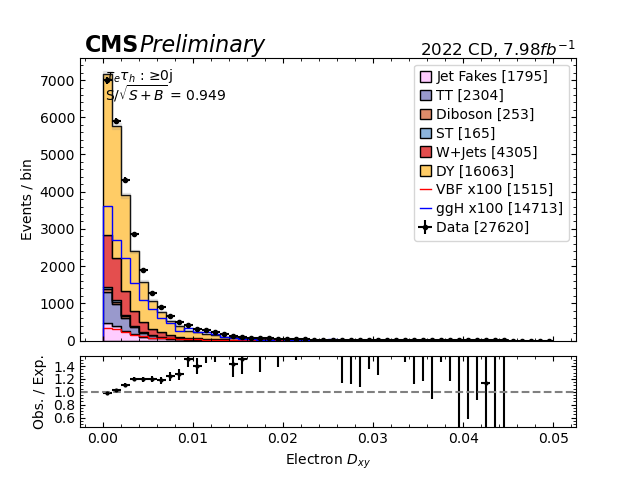 CMS Preliminary
2022 CD, 7.98fb⁻¹
τₑτₕ : ≥0j
S/√S + B = 0.949
Jet Fakes [1795]
TT [2304]
Diboson [253]
ST [165]
W+Jets [4305]
DY [16063]
VBF x100 [1515]
ggH x100 [14713]
Data [27620]
Events / bin
7000
6000
5000
4000
3000
2000
1000
0
Obs. / Exp.
1.4
1.2
1.0
0.8
0.6
0.00 0.01 0.02 0.03 0.04 0.05
Electron Dxy